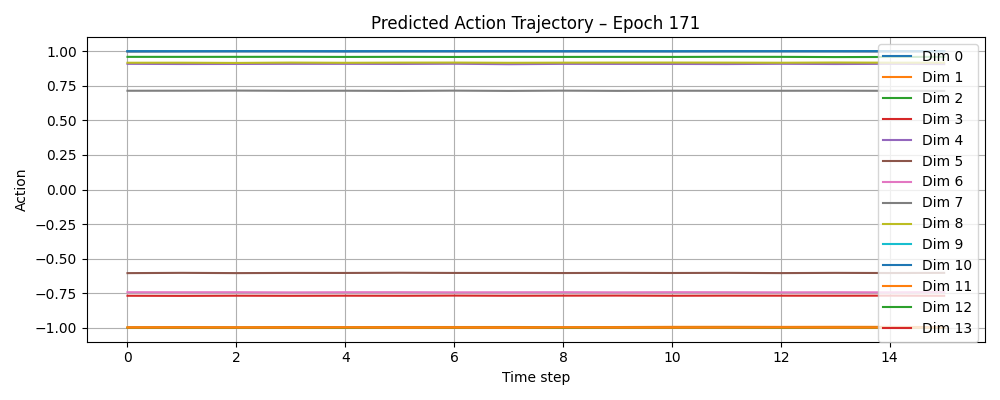 Predicted Action Trajectory – Epoch 171
Action
1.00
0.75
0.50
0.25
0.00
−0.25
−0.50
−0.75
−1.00
0 2 4 6 8 10 12 14
Time step
Dim 0
Dim 1
Dim 2
Dim 3
Dim 4
Dim 5
Dim 6
Dim 7
Dim 8
Dim 9
Dim 10
Dim 11
Dim 12
Dim 13